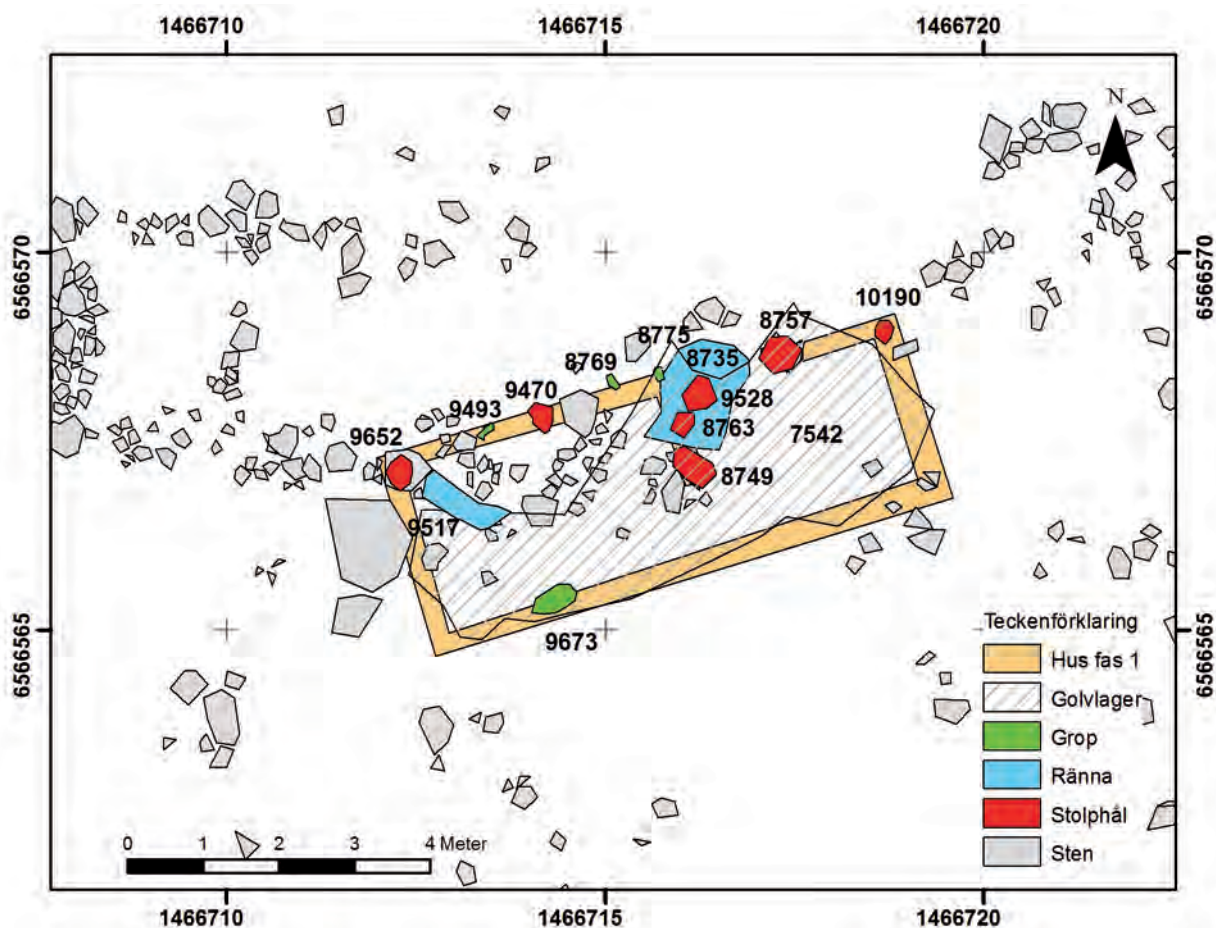 1466710 1466715 1466720
N
6566570 6566570
10190
8775 8757
8769 8735
9470
9493 9528
9652 8763 7542
8749
9517
9673
6566565 6566565
Teckenförklaring
Hus fas 1
Golvlager
Grop
Ränna
Stolphål
Sten
0 1 2 3 4 Meter
1466710 1466715 1466720